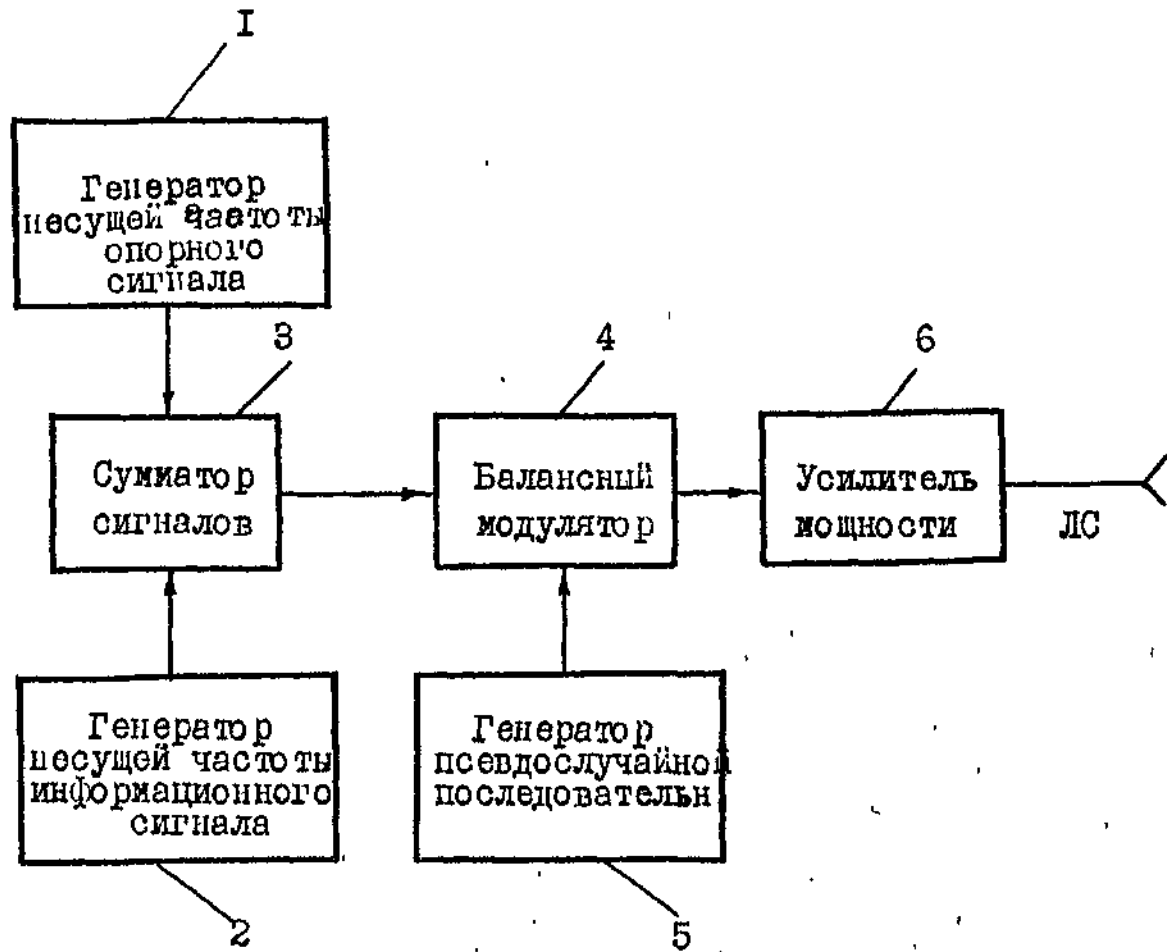 I
Генератор
несущей частоты
опорного
сигнала
3
4
6
Сумматор
сигналов
Балансный
модулятор
Усилитель
мощности
ЛС
Генератор
несущей частоты
информационного
сигнала
Генератор
псевдослучайной
последовательн
2
5